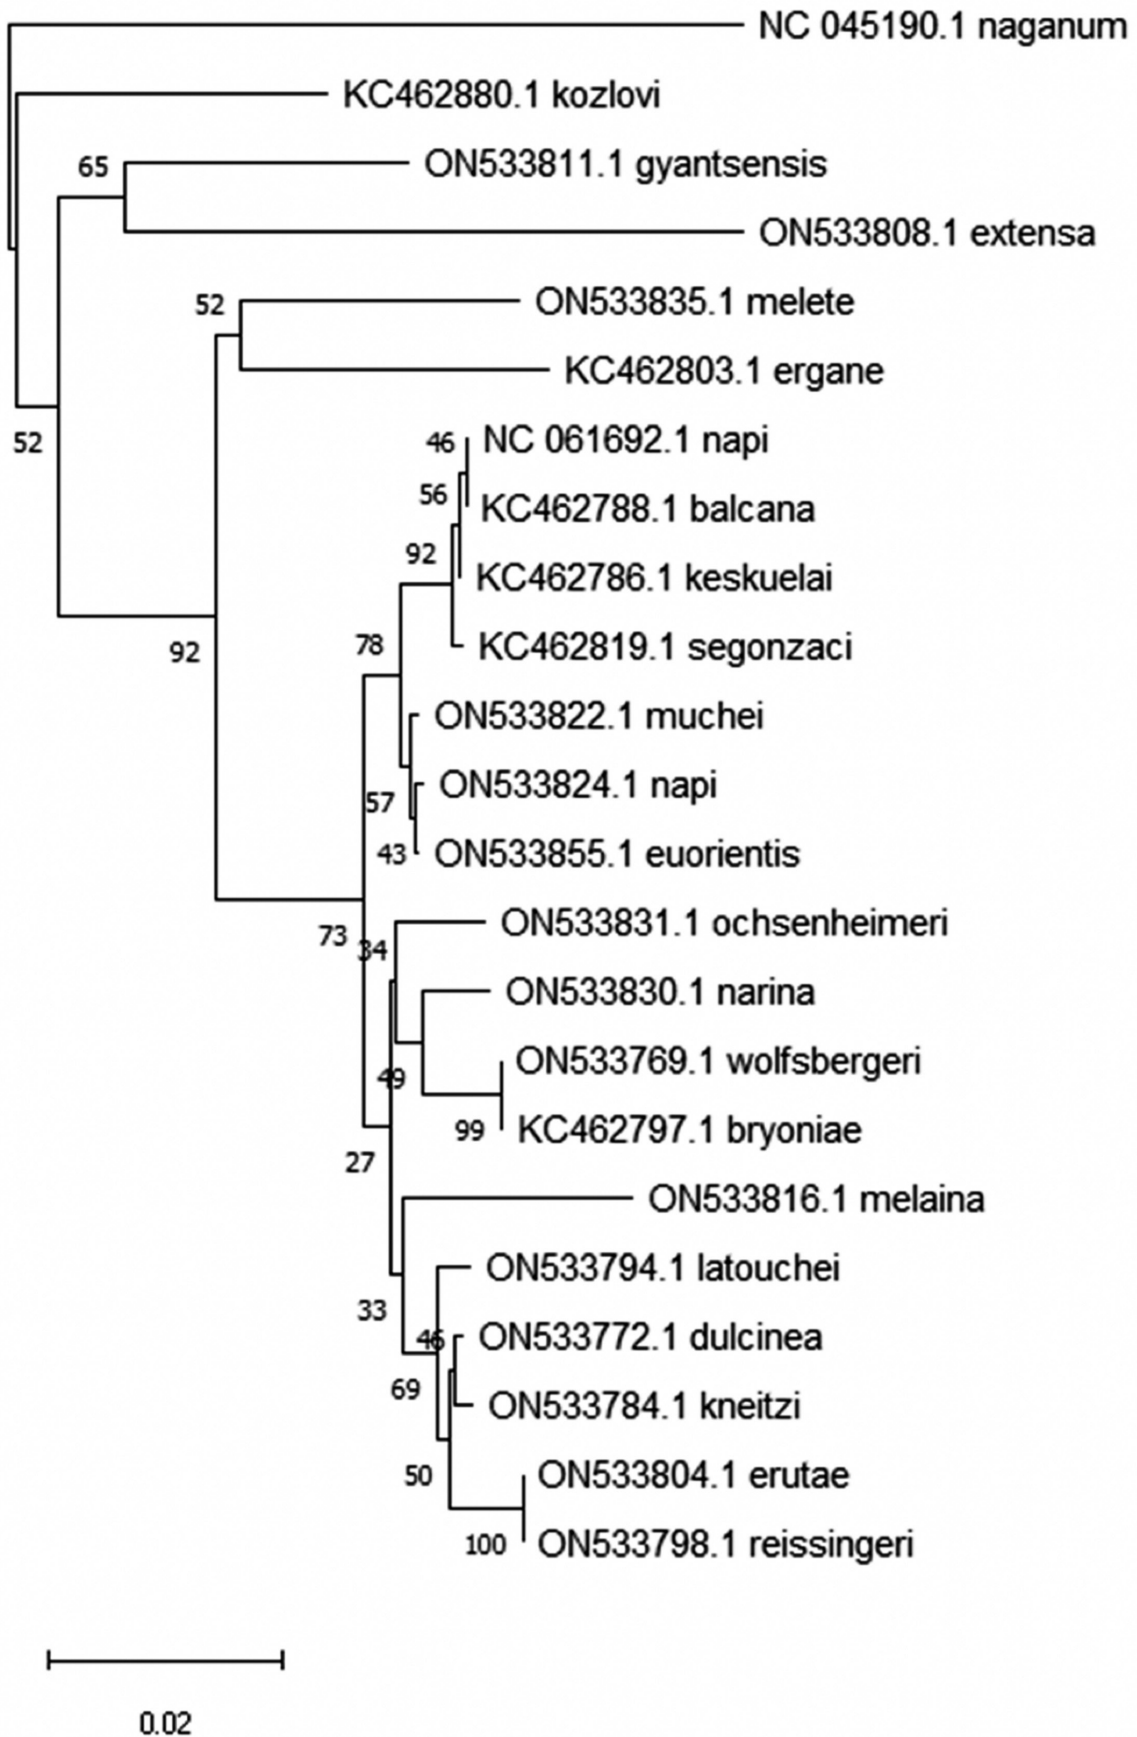 NC 045190.1 naganum
KC462880.1 kozlovi
65
ON533811.1 gyantsensis
ON533808.1 extensa
52
ON533835.1 melete
KC462803.1 ergane
52
46
NC 061692.1 napi
56
KC462788.1 balcana
92
KC462786.1 keskuelai
78
KC462819.1 segonzaci
92
ON533822.1 muchei
57
ON533824.1 napi
43
ON533855.1 euorientis
73
34
ON533831.1 ochsenheimeri
ON533830.1 narina
49
ON533769.1 wolfsbergeri
99
KC462797.1 bryoniae
27
ON533816.1 melaina
ON533794.1 latouchei
33
46
ON533772.1 dulcinea
69
ON533784.1 kneitzi
50
ON533804.1 erutae
100
ON533798.1 reissingeri
0.02